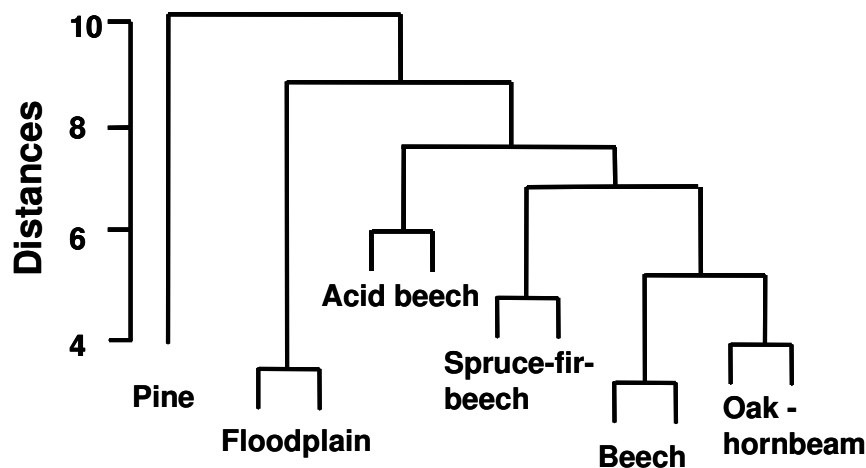 Distances
10
8
6
4
Pine
Floodplain
Acid beech
Spruce-fir-
beech
Beech
Oak -
hornbeam